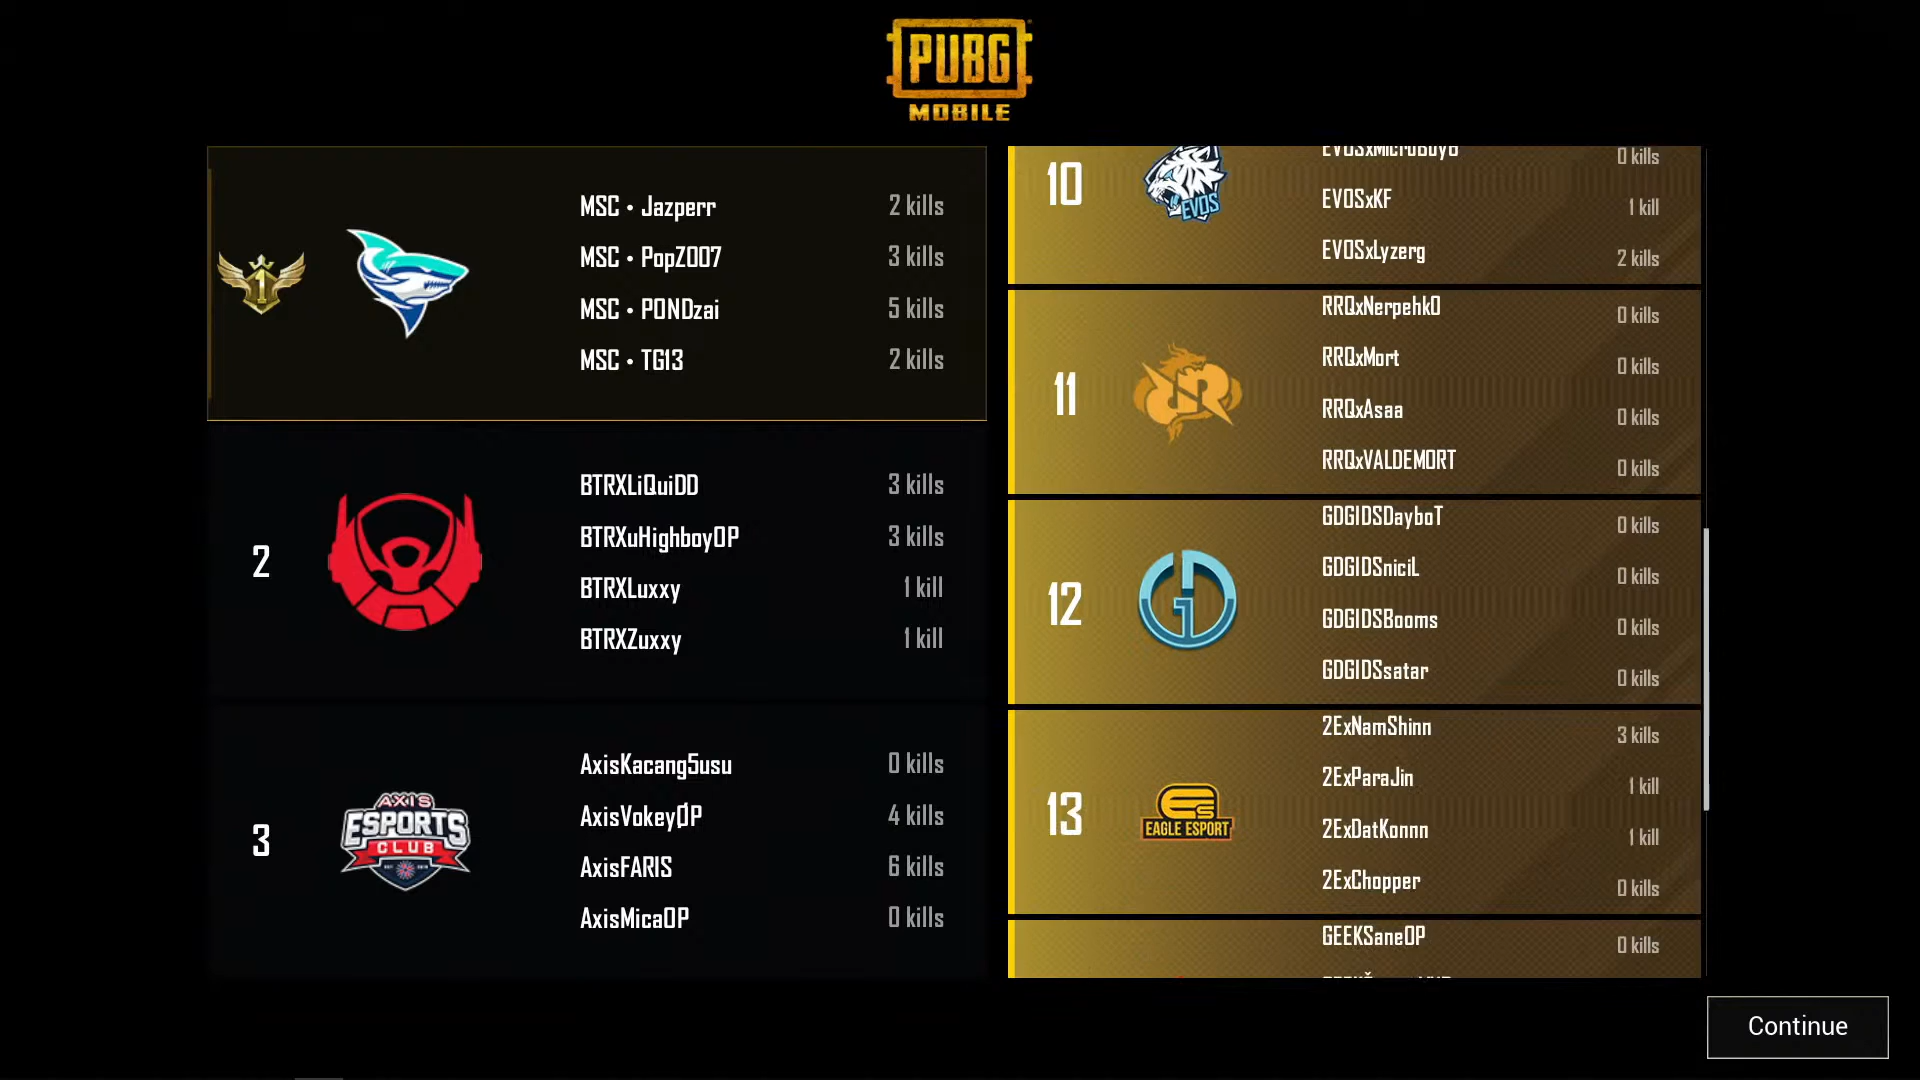 PUBG
MOBILE
1
MSC • Jazperr 2 kills
MSC • PopZ007 3 kills
MSC • PONDzai 5 kills
MSC • TG13 2 kills
2
BTRXLiQuiDD 3 kills
BTRXuHighboyOP 3 kills
BTRXLuxxy 1 kill
BTRXZuxxy 1 kill
3
AXIS
ESPORTS
CLUB
AxisKacang5usu 0 kills
AxisVokeyØP 4 kills
AxisFARIS 6 kills
AxisMicaOP 0 kills
10
EVOS
0 kills
EVOSxKF 1 kill
EVOSxLyzerg 2 kills
11
RRQxNerpehkO 0 kills
RRQxMort 0 kills
RRQxAsaa 0 kills
RRQxVALDEMORT 0 kills
12
GDGIDSDayboT 0 kills
GDGIDSniciL 0 kills
GDGIDSBooms 0 kills
GDGIDSsatar 0 kills
13
EAGLE ESPORT
2ExNamShinn 3 kills
2ExParaJin 1 kill
2ExDatKonnn 1 kill
2ExChopper 0 kills
GEEKSaneOP 0 kills
Continue